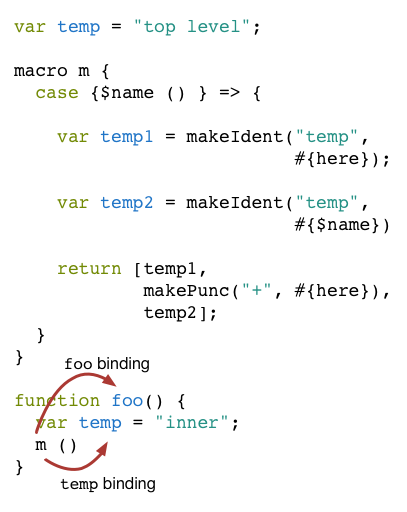 var temp = "top level";
macro m {
case {$name () } => {
var temp1 = makeIdent("temp",
#{here});
var temp2 = makeIdent("temp",
#{$name})
return [temp1,
makePunc("+", #{here}),
temp2];
}
}
foo binding
function foo() {
var temp = "inner";
m ()
}
temp binding